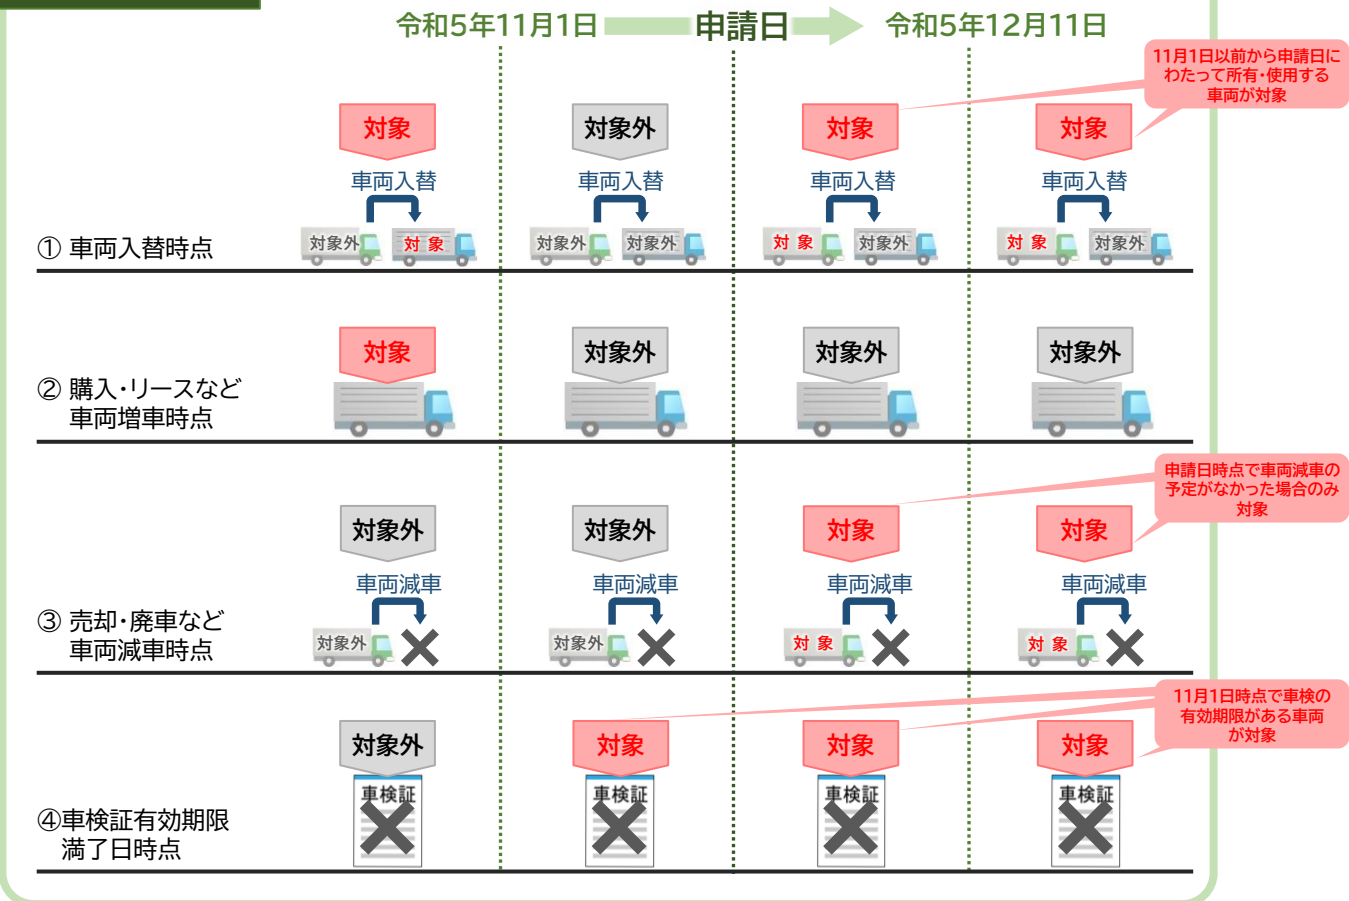 令和5年11月1日 申請日 令和5年12月11日
11月1日以前から申請日に
わたって所有・使用する
車両が対象
対象 対象外 対象 対象
車両入替 車両入替 車両入替 車両入替
① 車両入替時点
対象外 対象 対象外 対象外 対象 対象外 対象 対象外
対象 対象外 対象外 対象外
② 購入・リースなど
車両増車時点
申請日時点で車両減車の
予定がなかった場合のみ
対象
対象外 対象外 対象 対象
車両減車 車両減車 車両減車 車両減車
③ 売却・廃車など
車両減車時点
対象外 対象外 対象 対象
11月1日時点で車検の
有効期限がある車両
が対象
対象外 対象 対象 対象
車検証 車検証 車検証 車検証
④車検証有効期限
満了日時点